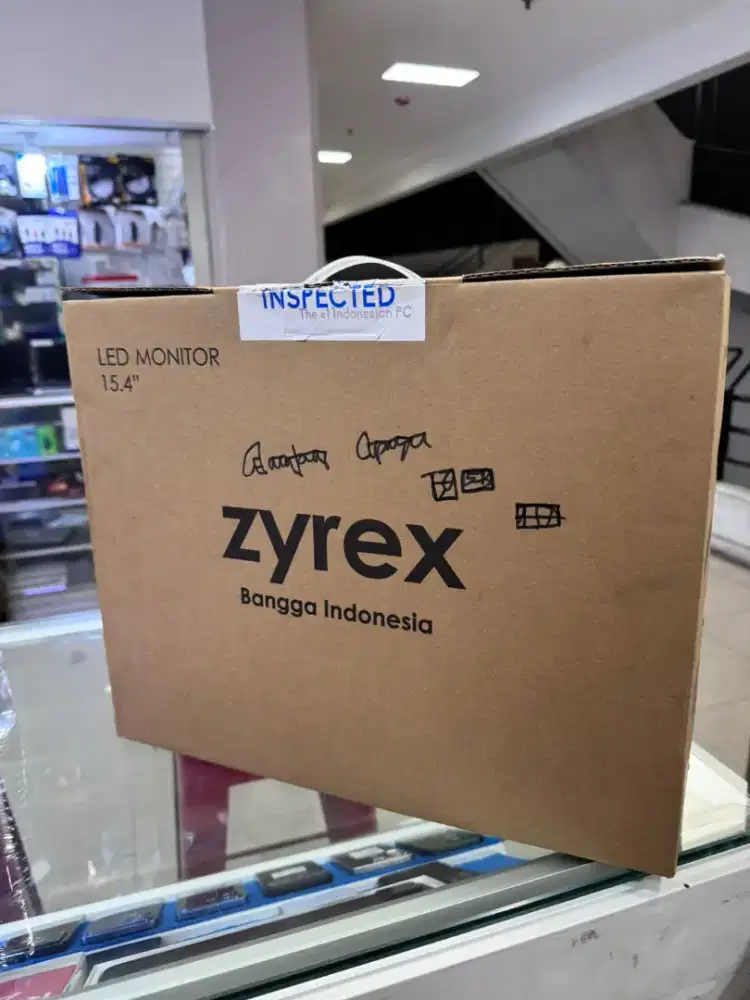 INSPECTED
The #1 Indonesian PC
LED MONITOR
15.4"
zyrex
Bangga Indonesia